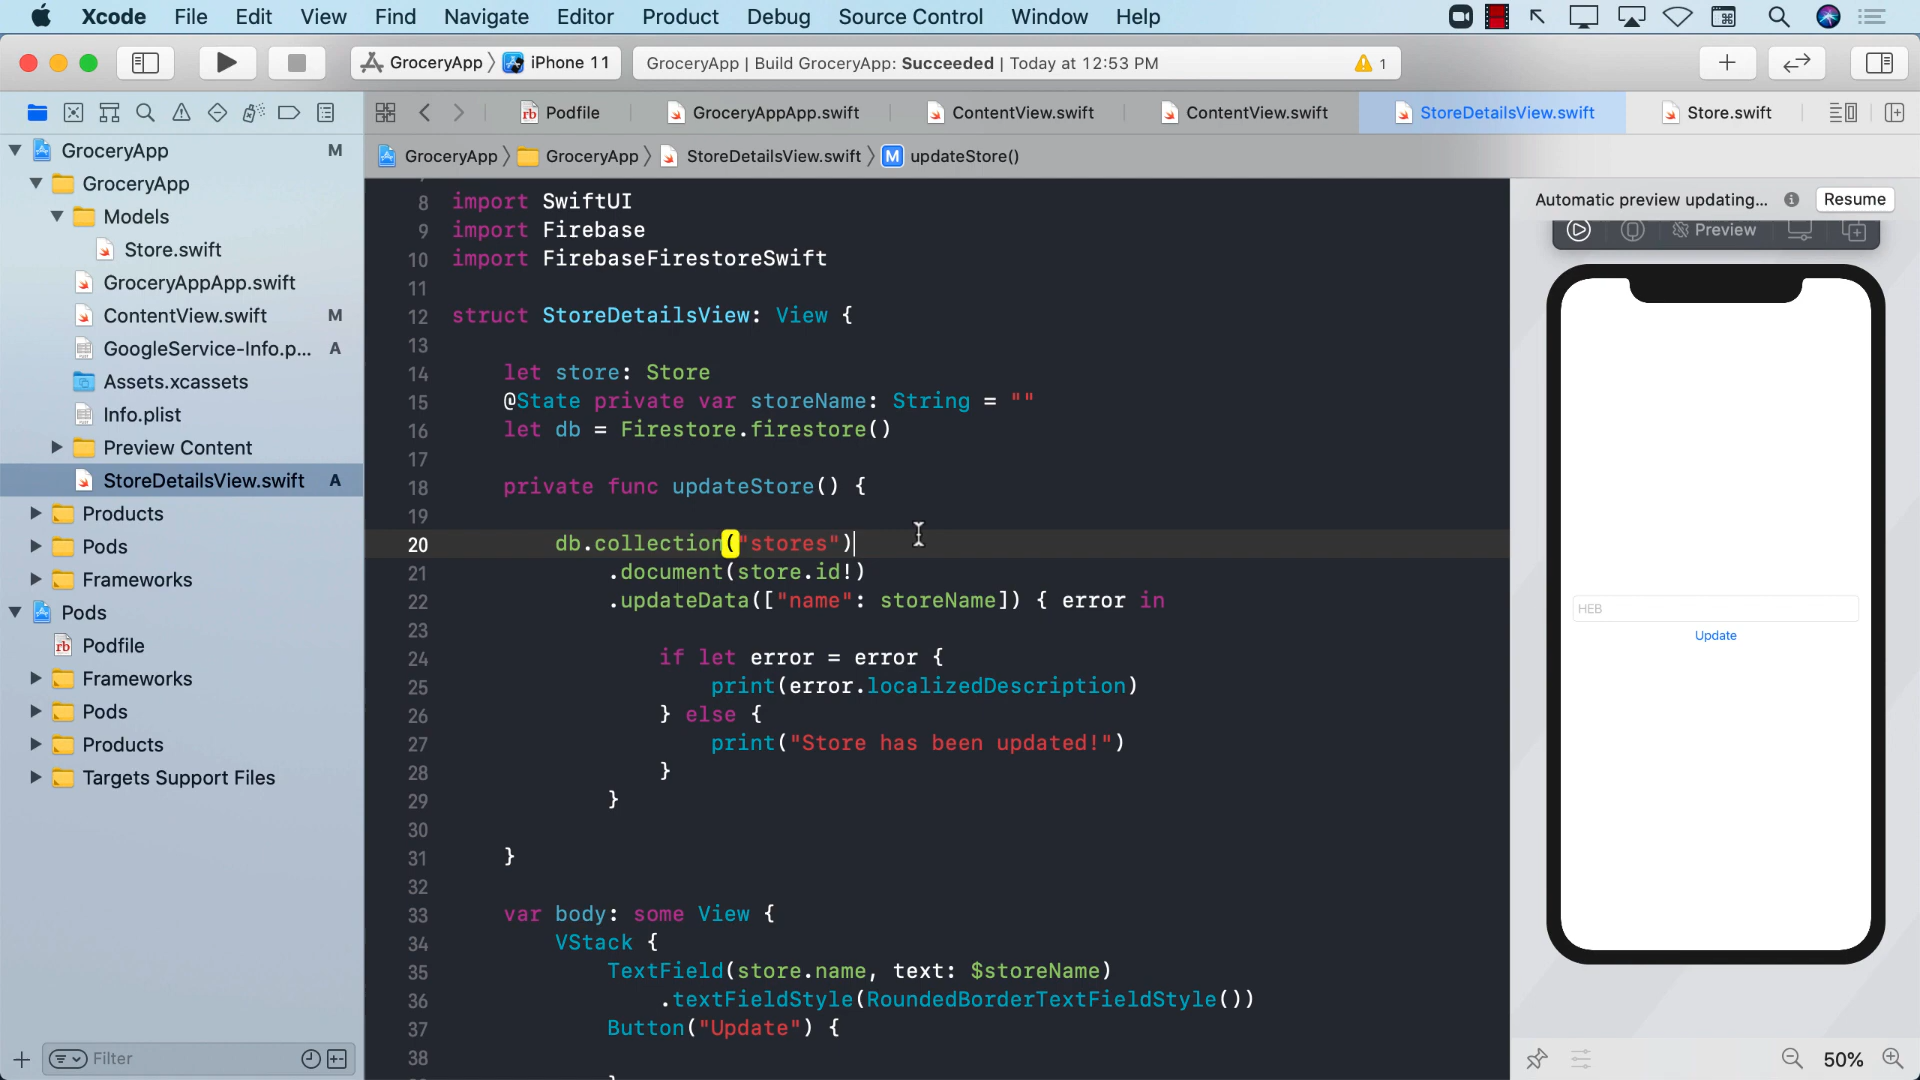 Xcode File Edit View Find Navigate Editor Product Debug Source Control Window Help
GroceryApp iPhone 11 GroceryApp | Build GroceryApp: Succeeded | Today at 12:53 PM 1
Podfile GroceryAppApp.swift ContentView.swift ContentView.swift StoreDetailsView.swift Store.swift
GroceryApp GroceryApp StoreDetailsView.swift M updateStore()
GroceryApp M
GroceryApp
Models
Store.swift
GroceryAppApp.swift
ContentView.swift M
GoogleService-Info.p... A
Assets.xcassets
Info.plist
Preview Content
StoreDetailsView.swift A
Products
Pods
Frameworks
Pods
Podfile
Frameworks
Pods
Products
Targets Support Files
Filter
8 import SwiftUI
9 import Firebase
10 import FirebaseFirestoreSwift
11
12 struct StoreDetailsView: View {
13
14 let store: Store
15 @State private var storeName: String = ""
16 let db = Firestore.firestore()
17
18 private func updateStore() {
19
20 db.collection("stores")
21 .document(store.id!)
22 .updateData(["name": storeName]) { error in
23
24 if let error = error {
25 print(error.localizedDescription)
26 } else {
27 print("Store has been updated!")
28 }
29 }
30
31 }
32
33 var body: some View {
34 VStack {
35 TextField(store.name, text: $storeName)
36 .textFieldStyle(RoundedBorderTextFieldStyle())
37 Button("Update") {
38
Automatic preview updating... Resume
Preview
HEB
Update
50%